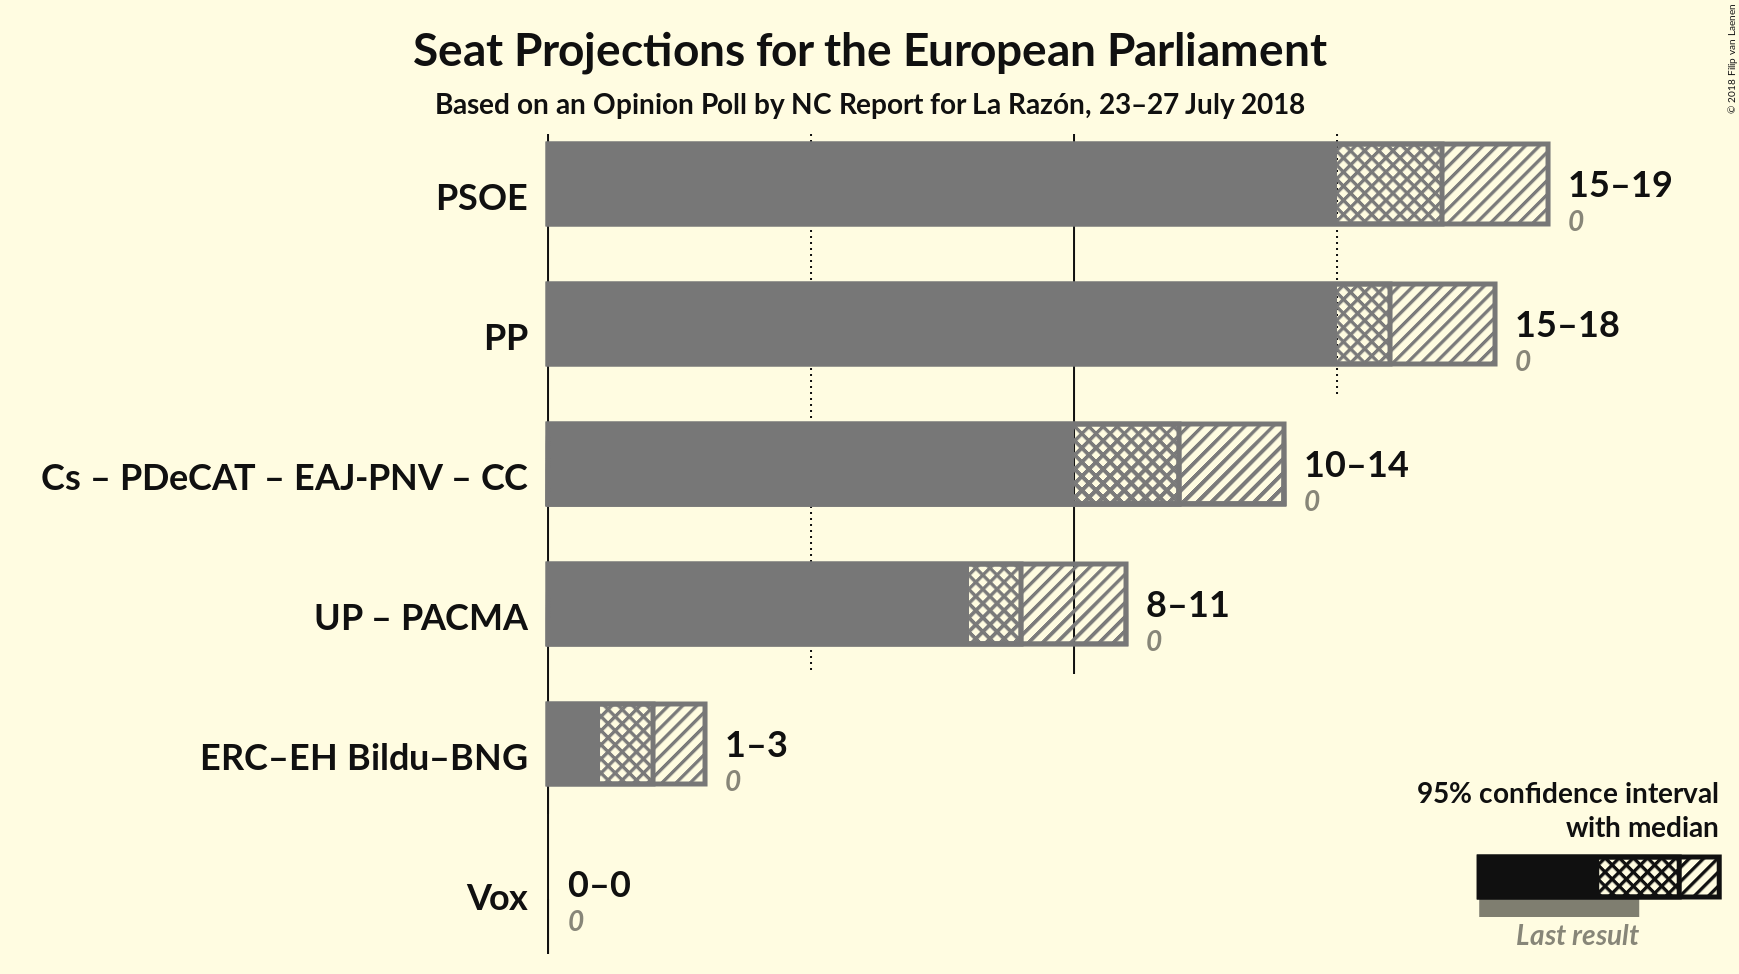 Seat Projections for the European Parliament
Based on an Opinion Poll by NC Report for La Razón, 23–27 July 2018
© 2018 Filip van Laenen
PSOE
15–19
0
PP
15–18
0
Cs – PDeCAT – EAJ-PNV – CC
10–14
0
UP – PACMA
8–11
0
ERC–EH Bildu–BNG
1–3
0
Vox
0–0
0
95% confidence interval
with median
Last result